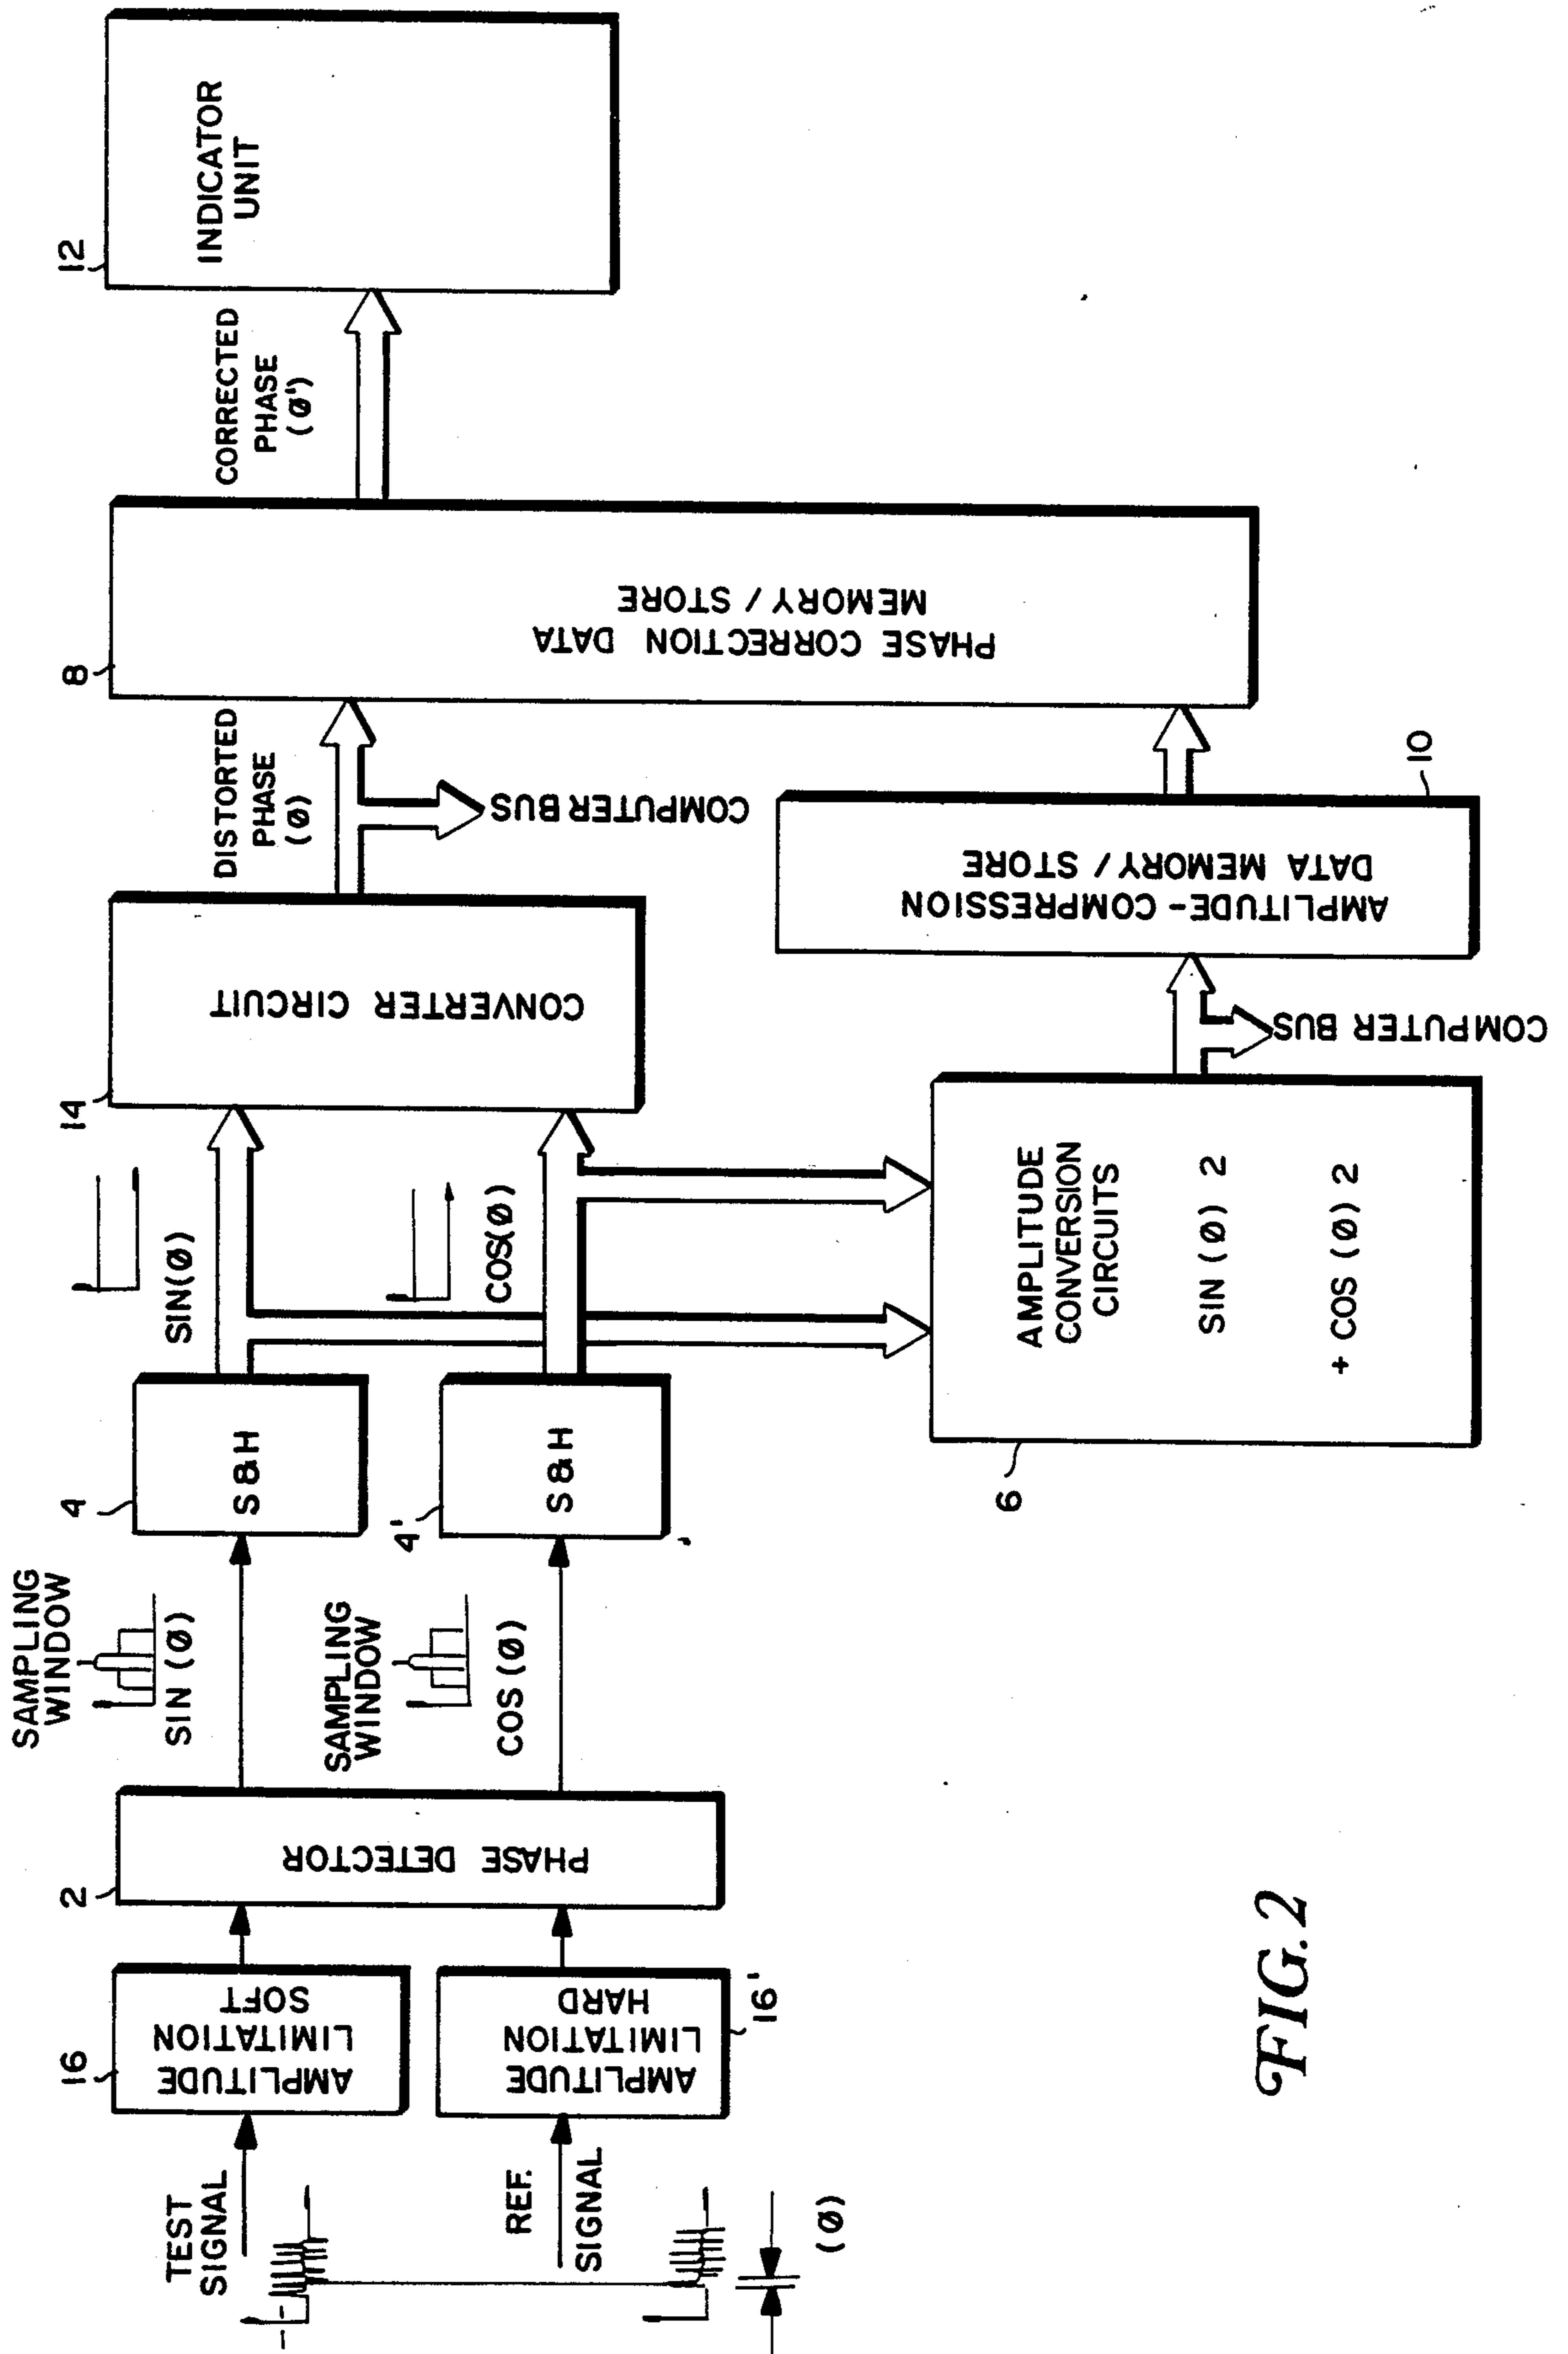 TEST
SIGNAL
REF.
SIGNAL
(Ø)
16
AMPLITUDE
LIMITATION
SOFT
16'
AMPLITUDE
LIMITATION
HARD
2
PHASE DETECTOR
SAMPLING
WINDOW
SIN (Ø)
SAMPLING
WINDOW
COS (Ø)
4
S&H
4'
S&H
SIN(Ø)
COS(Ø)
6
AMPLITUDE
CONVERSION
CIRCUITS
SIN (Ø) 2
+ COS (Ø) 2
14
CONVERTER CIRCUIT
COMPUTER BUS
DISTORTED
PHASE
(Ø)
COMPUTER BUS
10
AMPLITUDE-COMPRESSION
DATA MEMORY / STORE
8
PHASE CORRECTION DATA
MEMORY / STORE
CORRECTED
PHASE
(Ø')
12
INDICATOR
UNIT
FIG. 2